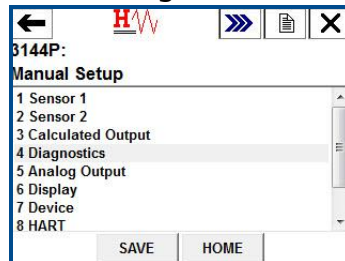 H
3144P:
Manual Setup
1 Sensor 1
2 Sensor 2
3 Calculated Output
4 Diagnostics
5 Analog Output
6 Display
7 Device
8 HART
SAVE HOME